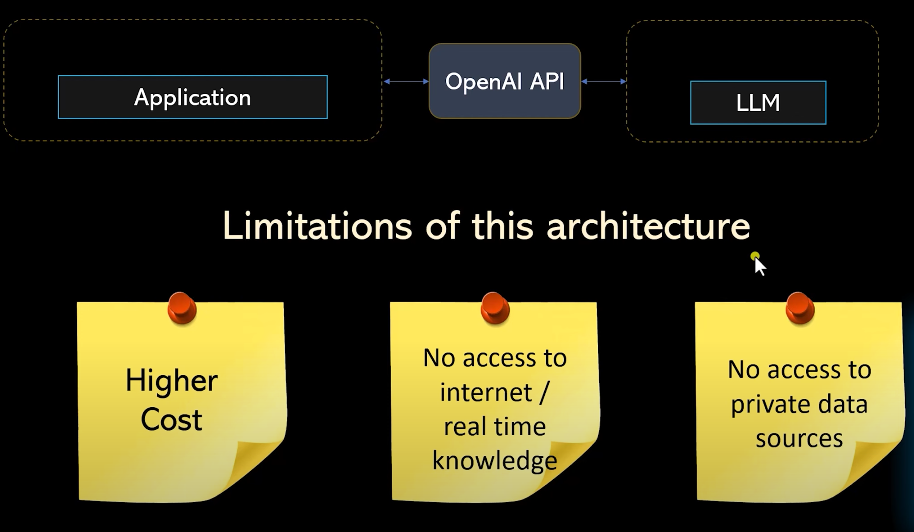 Application
OpenAI API
LLM
Limitations of this architecture
Higher
Cost
No access to
internet /
real time
knowledge
No access to
private data
sources